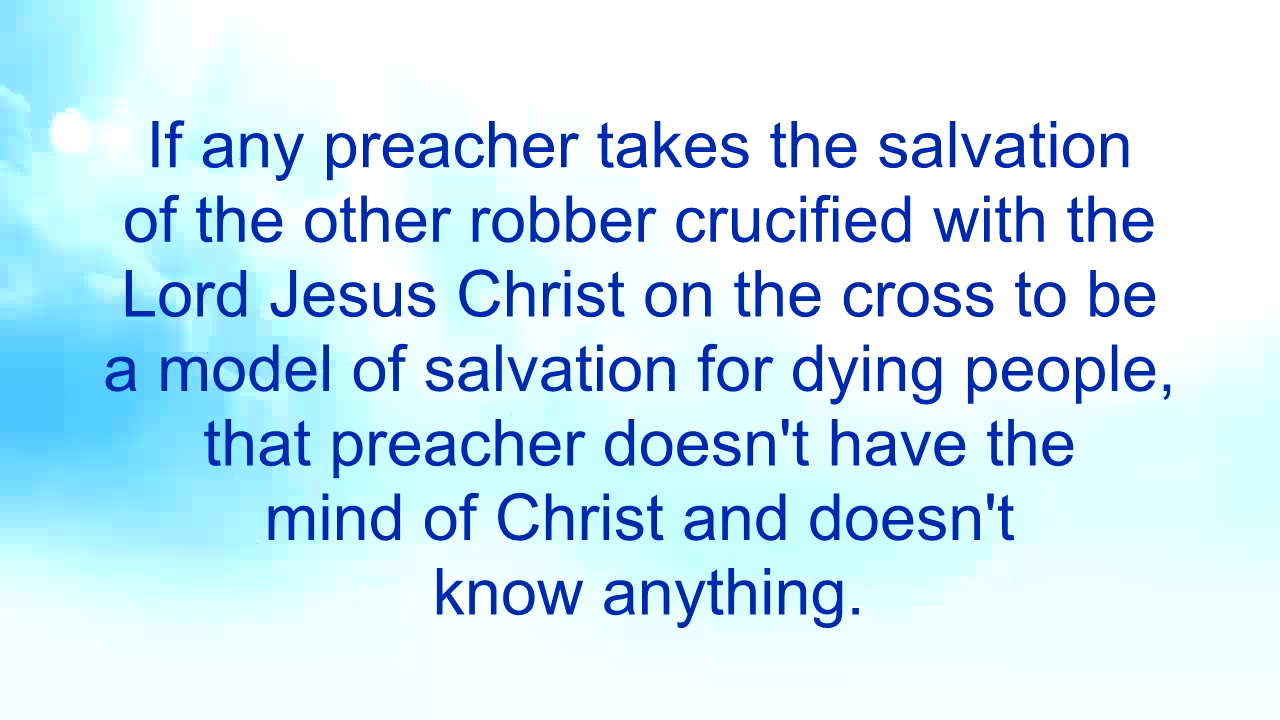 If any preacher takes the salvation
of the other robber crucified with the
Lord Jesus Christ on the cross to be
a model of salvation for dying people,
that preacher doesn't have the
mind of Christ and doesn't
know anything.